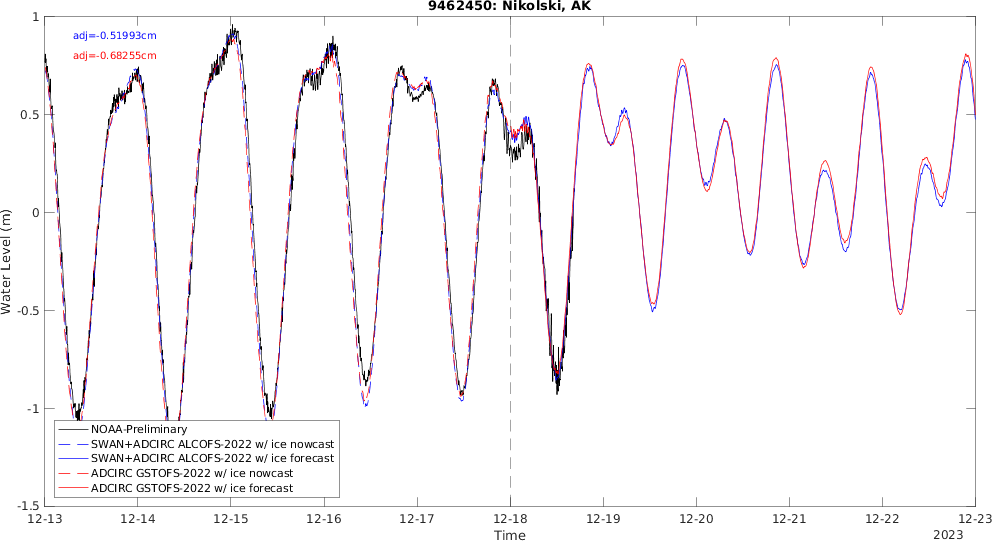 9462450: Nikolski, AK
adj=-0.51993cm
adj=-0.68255cm
Water Level (m)
1
0.5
0
-0.5
-1
-1.5
NOAA-Preliminary
SWAN+ADCIRC ALCOFS-2022 w/ ice nowcast
SWAN+ADCIRC ALCOFS-2022 w/ ice forecast
ADCIRC GSTOFS-2022 w/ ice nowcast
ADCIRC GSTOFS-2022 w/ ice forecast
12-13 12-14 12-15 12-16 12-17 12-18 12-19 12-20 12-21 12-22 12-23
Time
2023